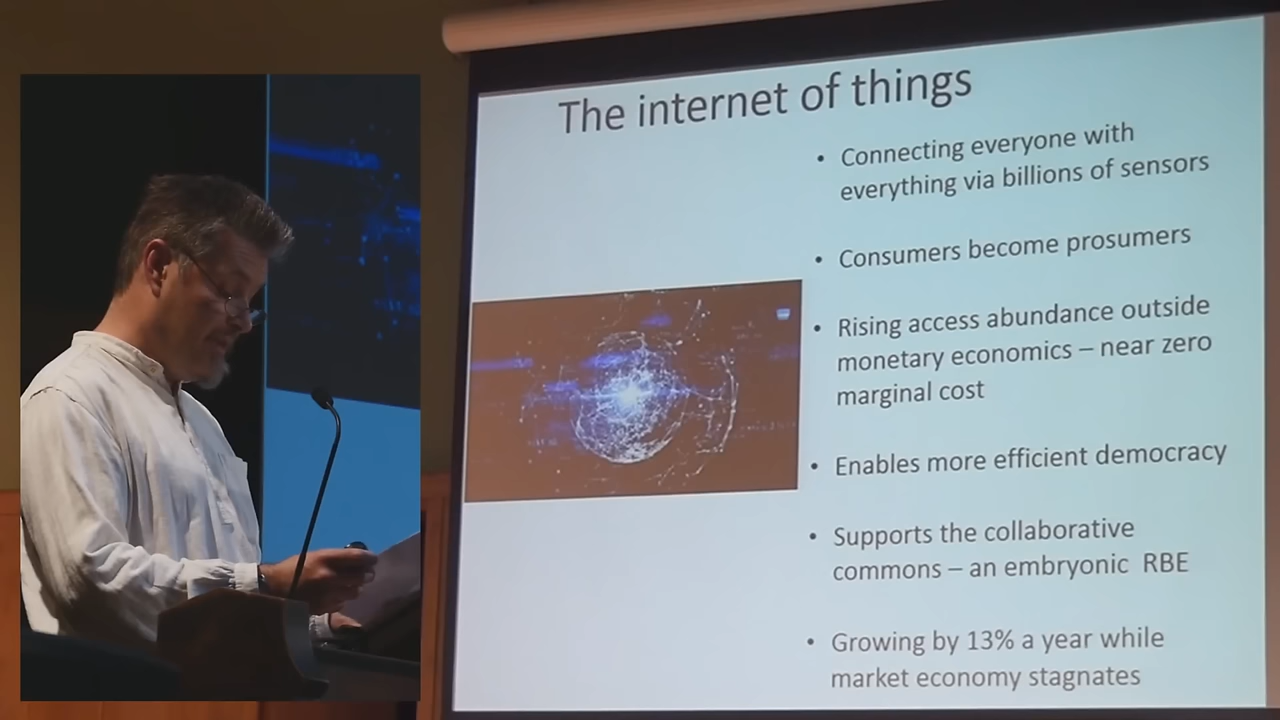 The internet of things
• Connecting everyone with
everything via billions of sensors
• Consumers become prosumers
• Rising access abundance outside
monetary economics – near zero
marginal cost
• Enables more efficient democracy
• Supports the collaborative
commons – an embryonic RBE
• Growing by 13% a year while
market economy stagnates